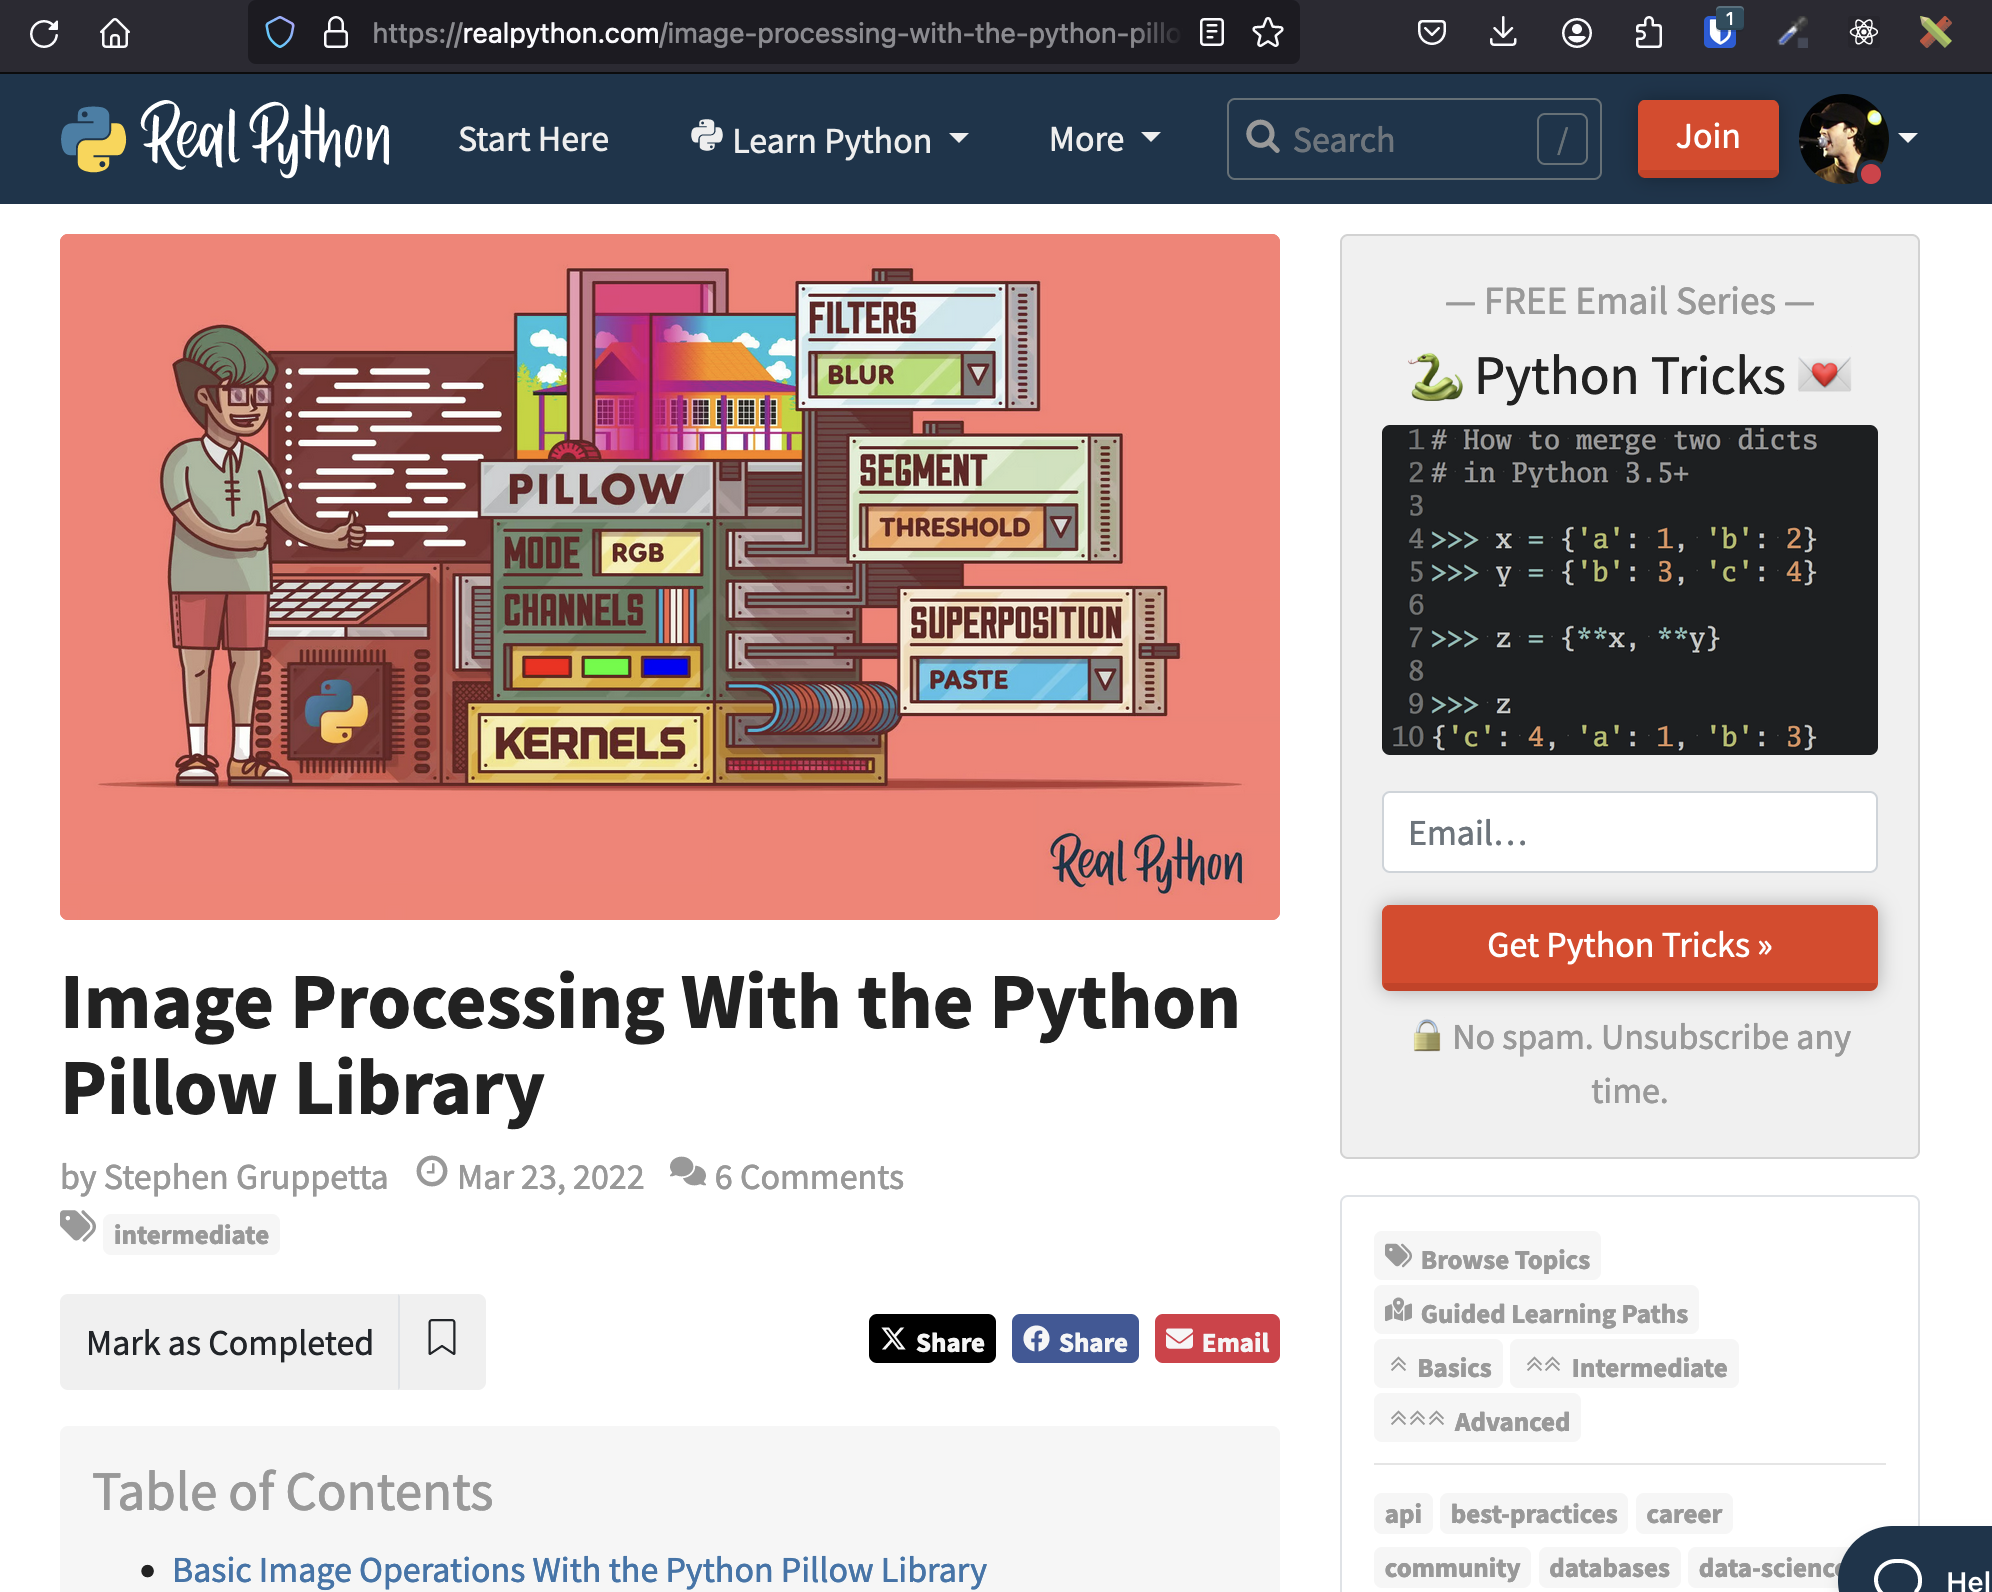 https://realpython.com/image-processing-with-the-python-pillo
1
Real Python
Start Here
Learn Python
More
Search
/
Join
FILTERS
BLUR
SEGMENT
THRESHOLD
PILLOW
MODE RGB
CHANNELS
SUPERPOSITION
PASTE
KERNELS
Real Python
Image Processing With the Python
Pillow Library
by Stephen Gruppetta Mar 23, 2022 6 Comments
intermediate
Mark as Completed
Share
Share
Email
Table of Contents
• Basic Image Operations With the Python Pillow Library
— FREE Email Series —
🐍 Python Tricks 💌
1 # How to merge two dicts
2 # in Python 3.5+
3
4 >>> x = {'a': 1, 'b': 2}
5 >>> y = {'b': 3, 'c': 4}
6
7 >>> z = {**x, **y}
8
9 >>> z
10 {'c': 4, 'a': 1, 'b': 3}
Email…
Get Python Tricks »
🔒 No spam. Unsubscribe any
time.
Browse Topics
Guided Learning Paths
Basics Intermediate
Advanced
api best-practices career
community databases data-science
Hel